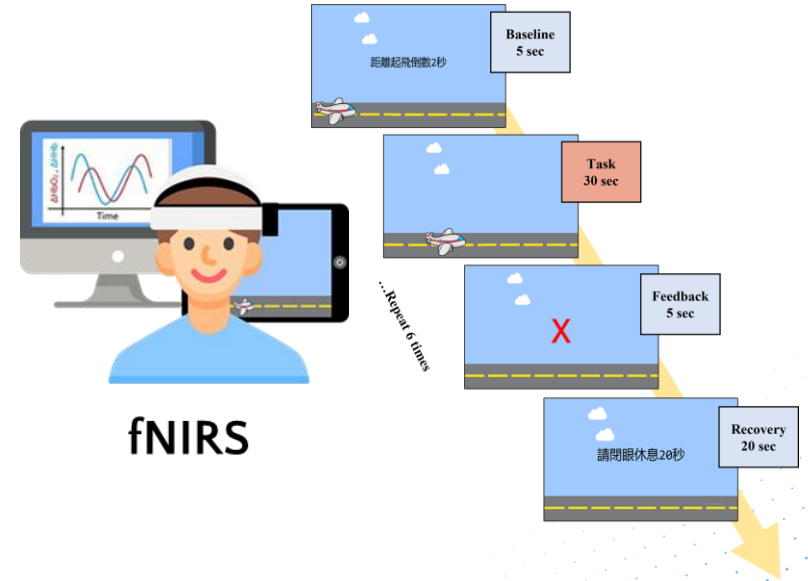 Baseline
5 sec
距離起飛倒數2秒
Task
30 sec
ΔHbO₂, ΔHHb
Time
...Repeat 6 times
Feedback
5 sec
X
fNIRS
Recovery
20 sec
請閉眼休息20秒